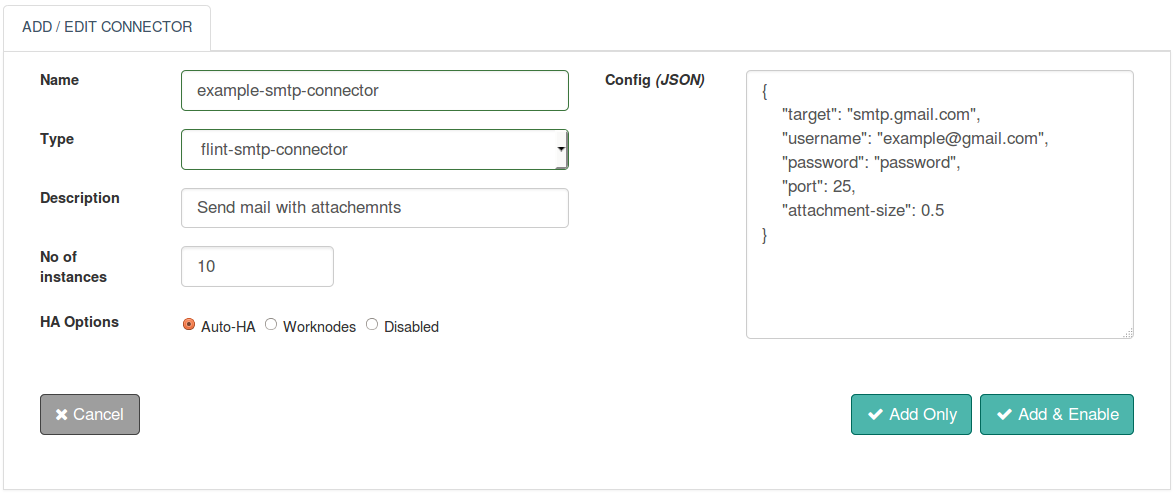 ADD / EDIT CONNECTOR
Name
example-smtp-connector
Type
flint-smtp-connector
Description
Send mail with attachemnts
No of
instances
10
HA Options
Auto-HA Worknodes Disabled
Config (JSON)
{
"target": "smtp.gmail.com",
"username": "example@gmail.com",
"password": "password",
"port": 25,
"attachment-size": 0.5
}
Cancel
Add Only
Add & Enable